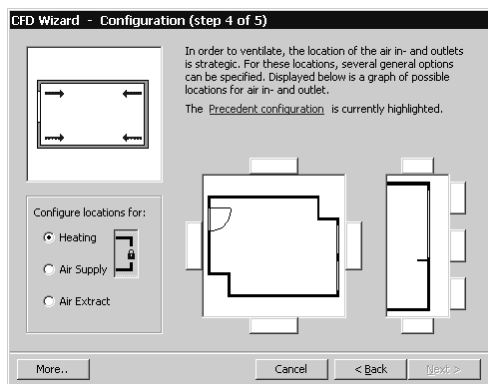 CFD Wizard - Configuration (step 4 of 5)
In order to ventilate, the location of the air in- and outlets
is strategic. For these locations, several general options
can be specified. Displayed below is a graph of possible
locations for air in- and outlet.
The Precedent configuration is currently highlighted.
Configure locations for:
Heating
Air Supply
Air Extract
More..
Cancel
< Back
Next >